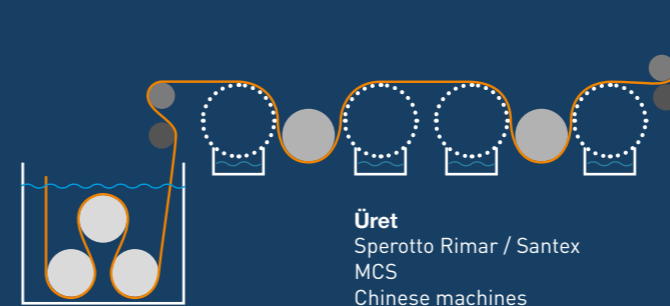 Üret
Sperotto Rimar / Santex
MCS
Chinese machines